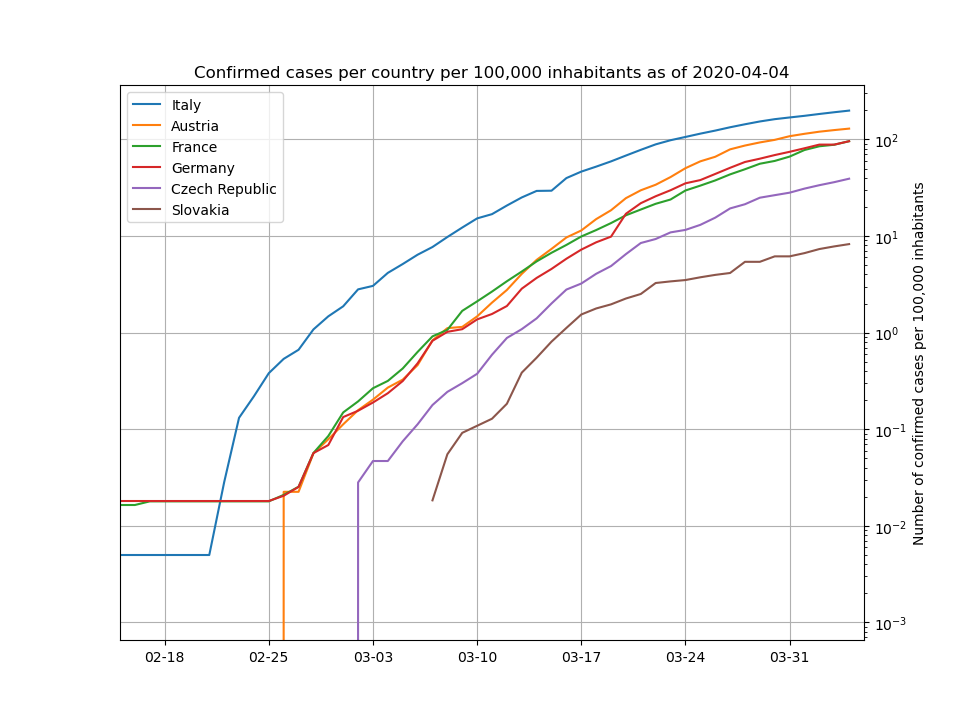 Confirmed cases per country per 100,000 inhabitants as of 2020-04-04
Italy
Austria
France
Germany
Czech Republic
Slovakia
10²
10¹
10⁰
10⁻¹
10⁻²
10⁻³
Number of confirmed cases per 100,000 inhabitants
02-18 02-25 03-03 03-10 03-17 03-24 03-31